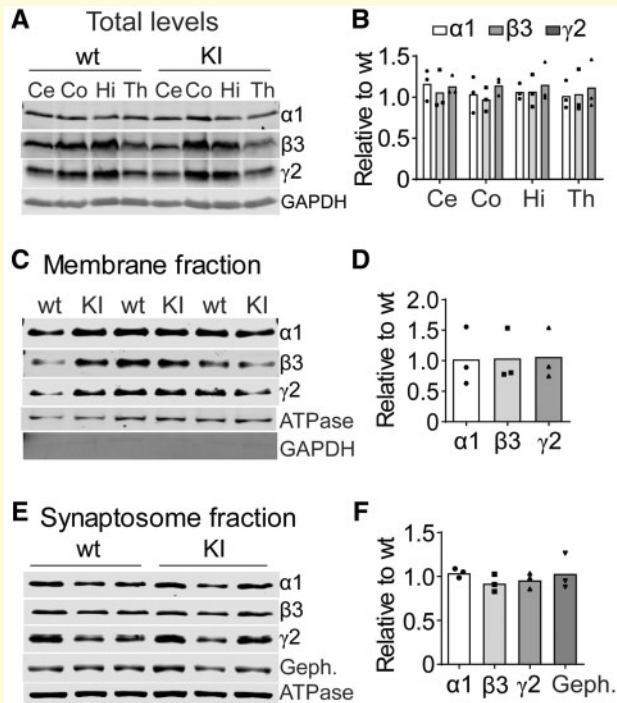 A
Total levels
wt KI
Ce Co Hi Th Ce Co Hi Th
α1
β3
γ2
GAPDH
B
α1 β3 γ2
Relative to wt
1.5
1.0
0.5
0
Ce Co Hi Th
C Membrane fraction
wt KI wt KI wt KI
α1
β3
γ2
ATPase
GAPDH
D
Relative to wt
2.0
1.5
1.0
0.5
0
α1 β3 γ2
E Synaptosome fraction
wt KI
α1
β3
γ2
Geph.
ATPase
F
Relative to wt
1.5
1.0
0.5
0
α1 β3 γ2 Geph.